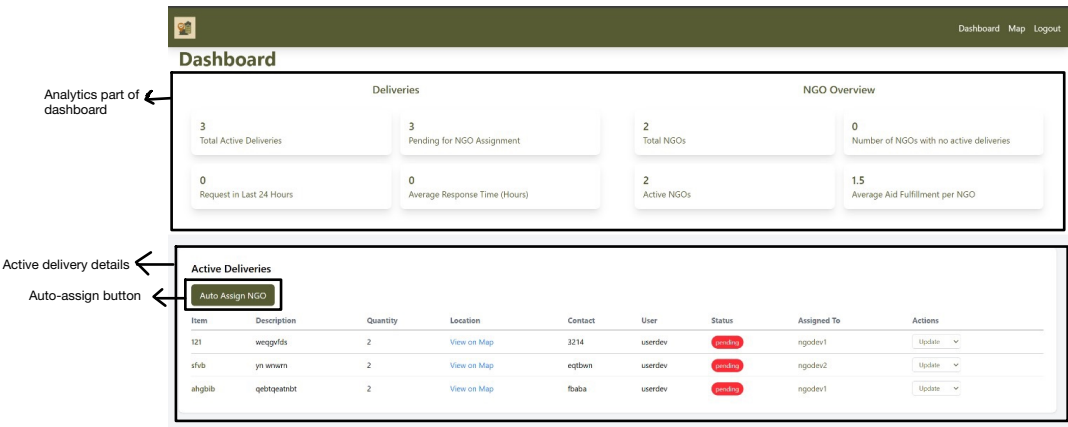 Dashboard Map Logout
Dashboard
Analytics part of
dashboard
Deliveries
NGO Overview
3
Total Active Deliveries
3
Pending for NGO Assignment
2
Total NGOs
0
Number of NGOs with no active deliveries
0
Request in Last 24 Hours
0
Average Response Time (Hours)
2
Active NGOs
1.5
Average Aid Fulfillment per NGO
Active delivery details
Active Deliveries
Auto-assign button
Auto Assign NGO
Item Description Quantity Location Contact User Status Assigned To Actions
121 weqgvfds 2 View on Map 3214 userdev pending ngodev1 Update
sfvb yn wnwrn 2 View on Map eqtbwn userdev pending ngodev2 Update
ahgbib qebtqeatnbt 2 View on Map fbaba userdev pending ngodev1 Update